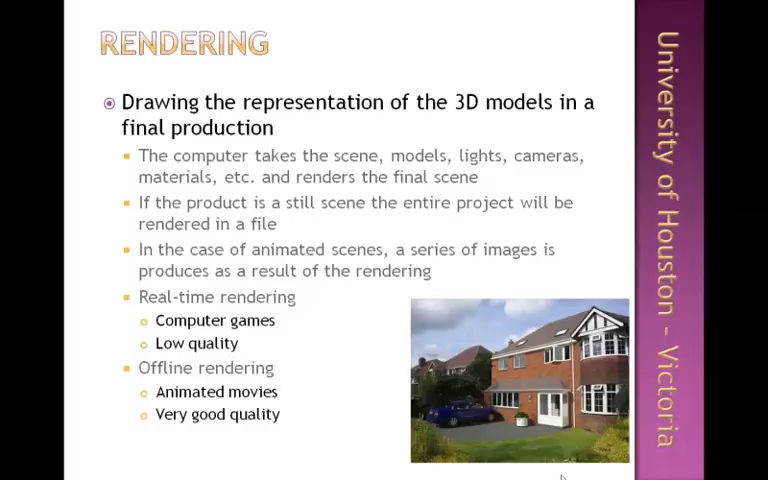 RENDERING
Drawing the representation of the 3D models in a
final production
The computer takes the scene, models, lights, cameras,
materials, etc. and renders the final scene
If the product is a still scene the entire project will be
rendered in a file
In the case of animated scenes, a series of images is
produces as a result of the rendering
Real-time rendering
Computer games
Low quality
Offline rendering
Animated movies
Very good quality
University of Houston - Victoria